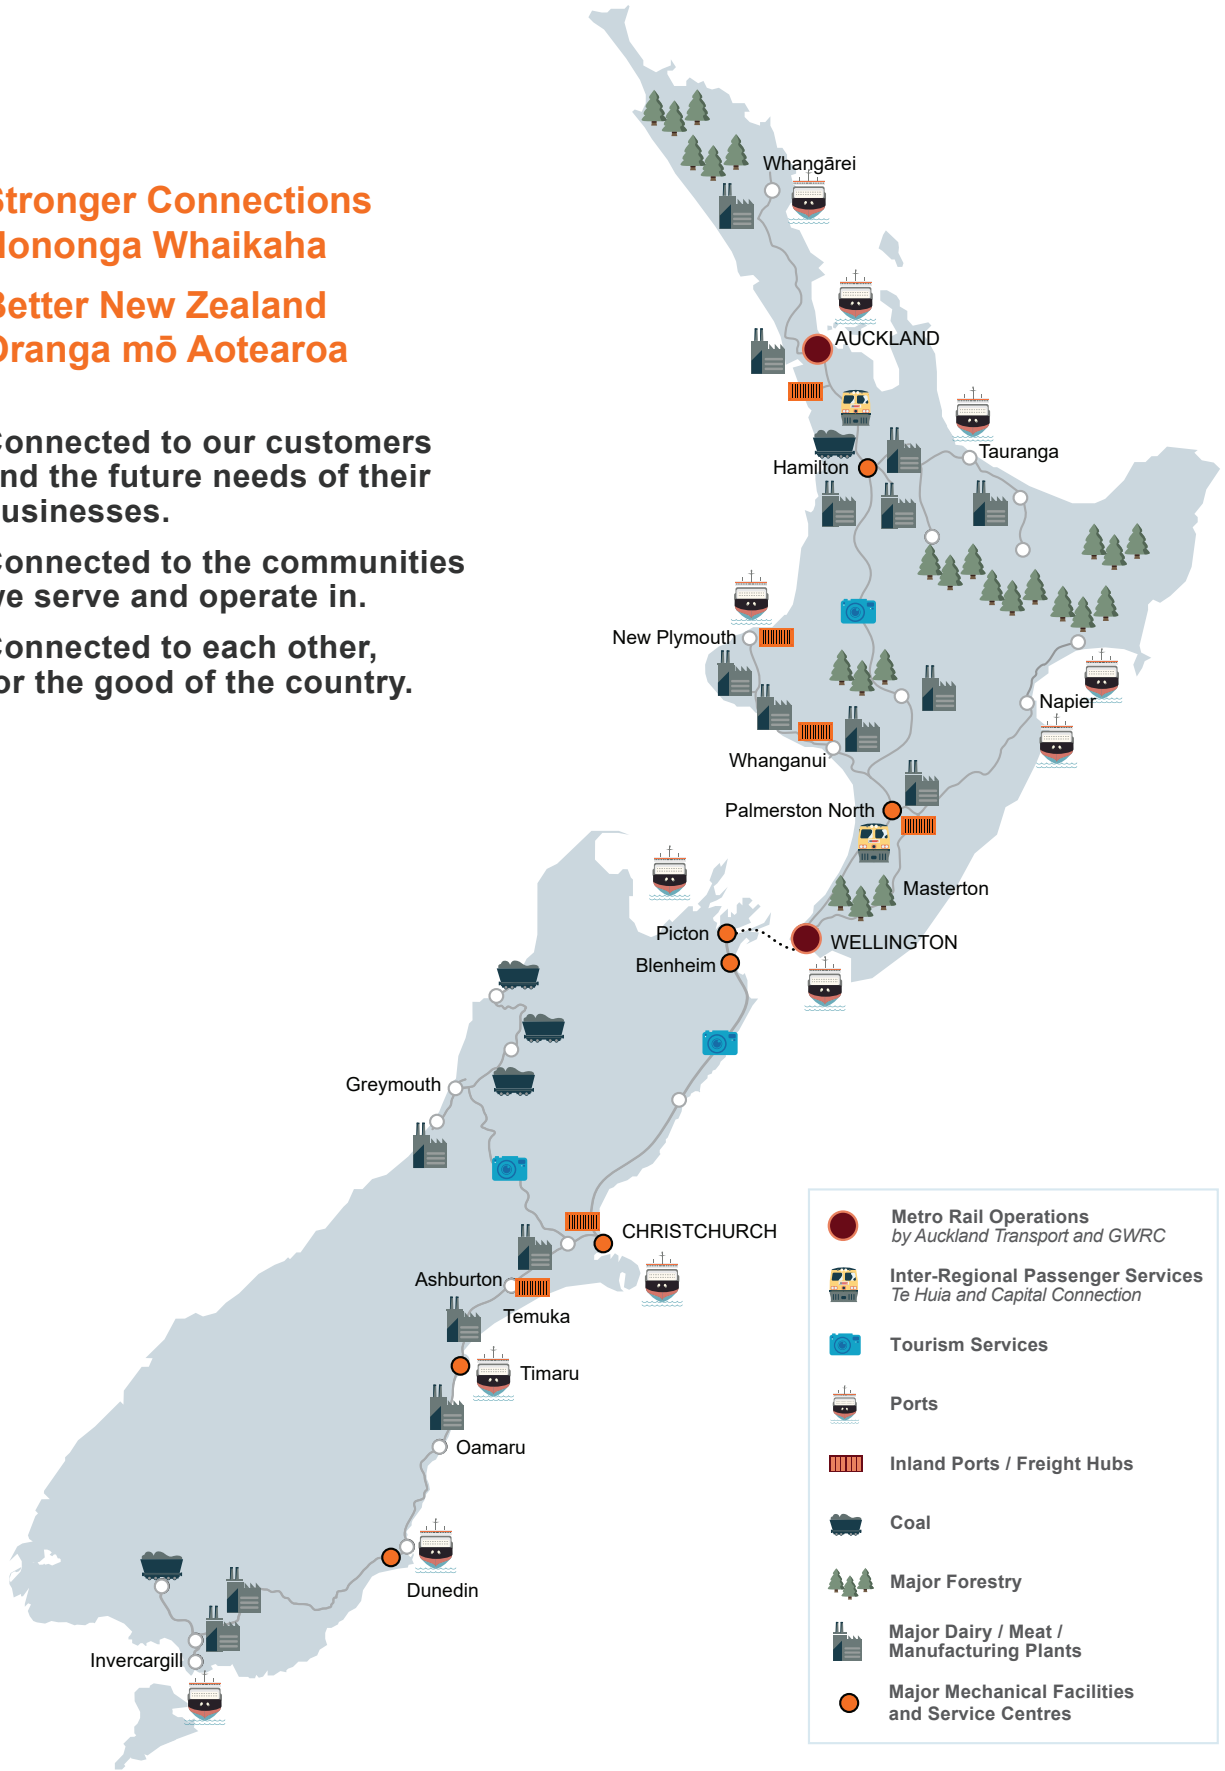 Stronger Connections
Hononga Whaikaha
Better New Zealand
Oranga mō Aotearoa
Connected to our customers
and the future needs of their
businesses.
Connected to the communities
we serve and operate in.
Connected to each other,
for the good of the country.
Whangārei
AUCKLAND
Tauranga
Hamilton
New Plymouth
Napier
Whanganui
Palmerston North
Masterton
WELLINGTON
Picton
Blenheim
Greymouth
CHRISTCHURCH
Ashburton
Temuka
Timaru
Oamaru
Dunedin
Invercargill
Metro Rail Operations
by Auckland Transport and GWRC
Inter-Regional Passenger Services
Te Huia and Capital Connection
Tourism Services
Ports
Inland Ports / Freight Hubs
Coal
Major Forestry
Major Dairy / Meat /
Manufacturing Plants
Major Mechanical Facilities
and Service Centres